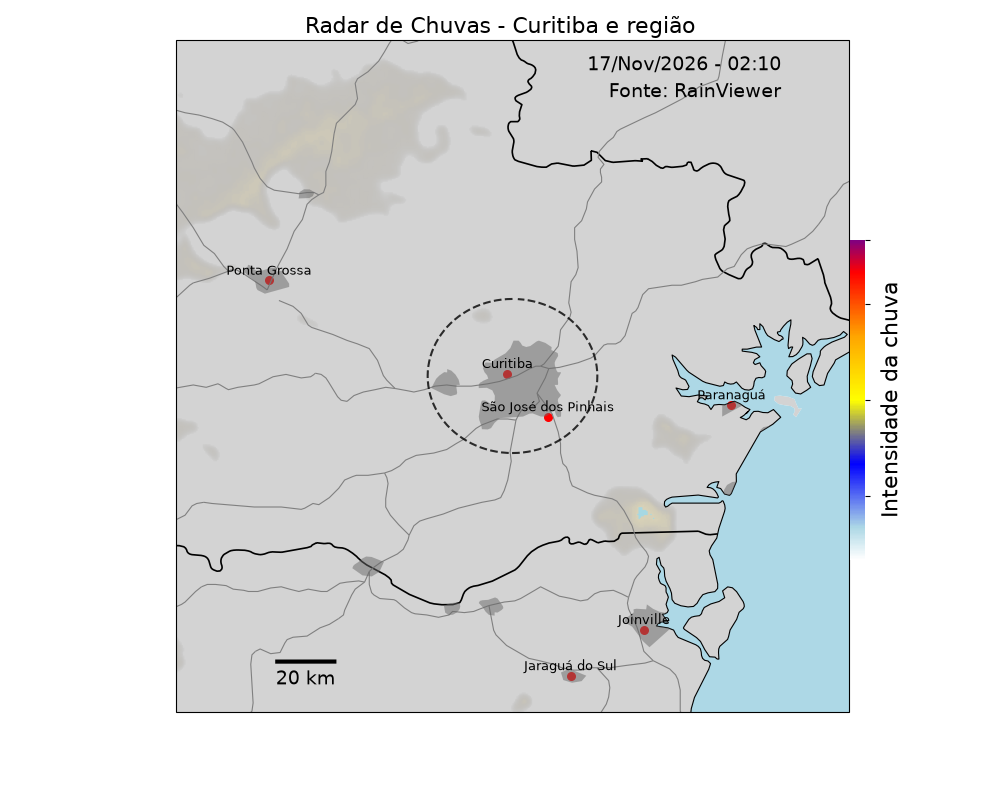 Radar de Chuvas - Curitiba e região
17/Nov/2026 - 02:10
Fonte: RainViewer
Ponta Grossa
Curitiba
Paranaguá
São José dos Pinhais
Joinville
Jaraguá do Sul
20 km
Intensidade da chuva